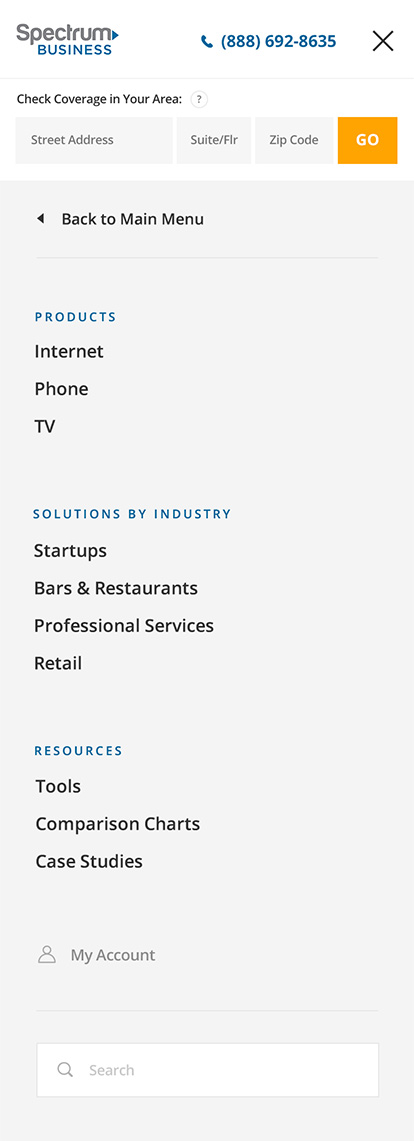 Spectrum
BUSINESS
(888) 692-8635
Check Coverage in Your Area: ?
Street Address Suite/Flr Zip Code GO
Back to Main Menu
PRODUCTS
Internet
Phone
TV
SOLUTIONS BY INDUSTRY
Startups
Bars & Restaurants
Professional Services
Retail
RESOURCES
Tools
Comparison Charts
Case Studies
My Account
Search